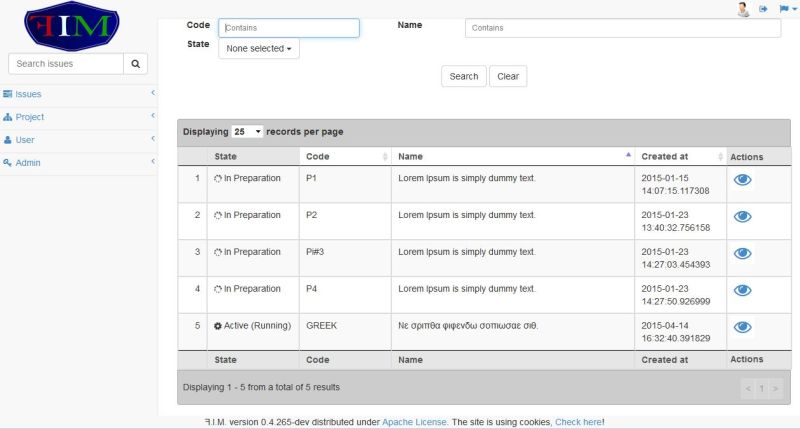 ꟻIM
Code Contains Name Contains
State None selected
Search issues
Search Clear
Issues
Project
User
Admin
Displaying 25 records per page
State Code Name Created at Actions
1 In Preparation P1 Lorem Ipsum is simply dummy text. 2015-01-15
14:07:15.117308
2 In Preparation P2 Lorem Ipsum is simply dummy text. 2015-01-23
13:40:32.756158
3 In Preparation Pi#3 Lorem Ipsum is simply dummy text. 2015-01-23
14:27:03.454393
4 In Preparation P4 Lorem Ipsum is simply dummy text. 2015-01-23
14:27:50.926999
5 Active (Running) GREEK Νε σριπθα φιφενδω σοπιωσαε σιθ. 2015-04-14
16:32:40.391829
State Code Name Created at Actions
Displaying 1 - 5 from a total of 5 results
< 1 >
ꟻ.I.M. version 0.4.265-dev distributed under Apache License. The site is using cookies, Check here!